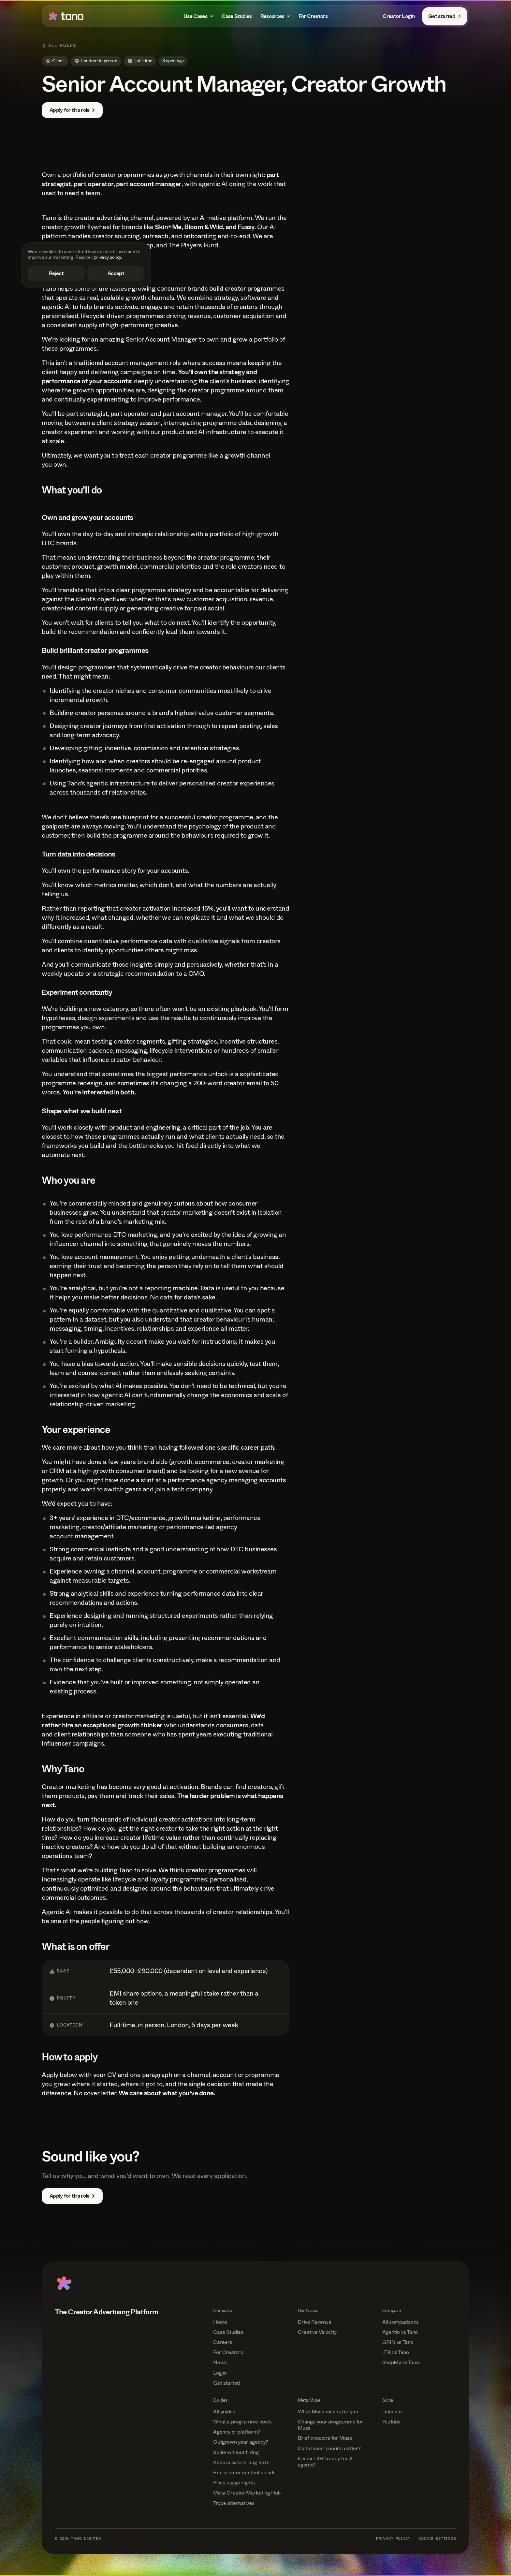 tano
Use Cases
Case Studies
Resources
For Creators
Creator Login
Get started
ALL ROLES
Client
London · In person
Full-time
3 openings
Senior Account Manager, Creator Growth
Apply for this role
Own a portfolio of creator programmes as growth channels in their own right: part
strategist, part operator, part account manager, with agentic AI doing the work that
used to need a team.
Tano is the creator advertising channel, powered by an AI-native platform. We run the
creator growth flywheel for brands like Skin+Me, Bloom & Wild, and Fussy. Our AI
platform handles creator sourcing, outreach, and onboarding end-to-end. We are
p, and The Players Fund.
We use cookies to understand how our site is used and to
improve our marketing. Read our privacy policy.
Reject
Accept
Tano helps some of the fastest-growing consumer brands build creator programmes
that operate as real, scalable growth channels. We combine strategy, software and
agentic AI to help brands activate, engage and retain thousands of creators through
personalised, lifecycle-driven programmes driving revenue, customer acquisition and
a consistent supply of high-performing creative.
We're looking for an amazing Senior Account Manager to own and grow a portfolio of
these programmes.
This isn't a traditional account management role where success means keeping the
client happy and delivering campaigns on time. You'll own the strategy and
performance of your accounts: deeply understanding the client's business, identifying
where the growth opportunities are, designing the creator programme around them
and continually experimenting to improve performance.
You'll be part strategist, part operator and part account manager. You'll be comfortable
moving between a client strategy session, interrogating programme data, designing a
creator experiment and working with our product and AI infrastructure to execute it
at scale.
Ultimately, we want you to treat each creator programme like a growth channel
you own.
What you'll do
Own and grow your accounts
You'll own the day-to-day and strategic relationship with a portfolio of high-growth
DTC brands.
That means understanding their business beyond the creator programme: their
customer, product, growth model, commercial priorities and the role creators need to
play within them.
You'll translate that into a clear programme strategy and be accountable for delivering
against the client's objectives: whether that's new customer acquisition, revenue,
creator-led content supply or generating creative for paid social.
You won't wait for clients to tell you what to do next. You'll identify the opportunity,
build the recommendation and confidently lead them towards it.
Build brilliant creator programmes
You'll design programmes that systematically drive the creator behaviours our clients
need. That might mean:
Identifying the creator niches and consumer communities most likely to drive
incremental growth.
Building creator personas around a brand's highest-value customer segments.
Designing creator journeys from first activation through to repeat posting, sales
and long-term advocacy.
Developing gifting, incentive, commission and retention strategies.
Identifying how and when creators should be re-engaged around product
launches, seasonal moments and commercial priorities.
Using Tano's agentic infrastructure to deliver personalised creator experiences
across thousands of relationships.
We don't believe there's one blueprint for a successful creator programme, and the
goalposts are always moving. You'll understand the psychology of the product and
customer, then build the programme around the behaviours required to grow it.
Turn data into decisions
You'll own the performance story for your accounts.
You'll know which metrics matter, which don't, and what the numbers are actually
telling us.
Rather than reporting that creator activation increased 15%, you'll want to understand
why it increased, what changed, whether we can replicate it and what we should do
differently as a result.
You'll combine quantitative performance data with qualitative signals from creators
and clients to identify opportunities others might miss.
And you'll communicate those insights simply and persuasively, whether that's in a
weekly update or a strategic recommendation to a CMO.
Experiment constantly
We're building a new category, so there often won't be an existing playbook. You'll form
hypotheses, design experiments and use the results to continuously improve the
programmes you own.
That could mean testing creator segments, gifting strategies, incentive structures,
communication cadence, messaging, lifecycle interventions or hundreds of smaller
variables that influence creator behaviour.
You understand that sometimes the biggest performance unlock is a sophisticated
programme redesign, and sometimes it's changing a 200-word creator email to 50
words. You're interested in both.
Shape what we build next
You'll work closely with product and engineering, a critical part of the job. You are
closest to how these programmes actually run and what clients actually need, so the
frameworks you build and the bottlenecks you hit feed directly into what we
automate next.
Who you are
You're commercially minded and genuinely curious about how consumer
businesses grow. You understand that creator marketing doesn't exist in isolation
from the rest of a brand's marketing mix.
You love performance DTC marketing, and you're excited by the idea of growing an
influencer channel into something that genuinely moves the numbers.
You love account management. You enjoy getting underneath a client's business,
earning their trust and becoming the person they rely on to tell them what should
happen next.
You're analytical, but you're not a reporting machine. Data is useful to you because
it helps you make better decisions. No data for data's sake.
You're equally comfortable with the quantitative and qualitative. You can spot a
pattern in a dataset, but you also understand that creator behaviour is human:
messaging, timing, incentives, relationships and experience all matter.
You're a builder. Ambiguity doesn't make you wait for instructions; it makes you
start forming a hypothesis.
You have a bias towards action. You'll make sensible decisions quickly, test them,
learn and course-correct rather than endlessly seeking certainty.
You're excited by what AI makes possible. You don't need to be technical, but you're
interested in how agentic AI can fundamentally change the economics and scale of
relationship-driven marketing.
Your experience
We care more about how you think than having followed one specific career path.
You might have done a few years brand side (growth, ecommerce, creator marketing
or CRM at a high-growth consumer brand) and be looking for a new avenue for
growth. Or you might have done a stint at a performance agency managing accounts
properly, and want to switch gears and join a tech company.
We'd expect you to have:
3+ years' experience in DTC/ecommerce, growth marketing, performance
marketing, creator/affiliate marketing or performance-led agency
account management.
Strong commercial instincts and a good understanding of how DTC businesses
acquire and retain customers.
Experience owning a channel, account, programme or commercial workstream
against measurable targets.
Strong analytical skills and experience turning performance data into clear
recommendations and actions.
Experience designing and running structured experiments rather than relying
purely on intuition.
Excellent communication skills, including presenting recommendations and
performance to senior stakeholders.
The confidence to challenge clients constructively, make a recommendation and
own the next step.
Evidence that you've built or improved something, not simply operated an
existing process.
Experience in affiliate or creator marketing is useful, but it isn't essential. We'd
rather hire an exceptional growth thinker who understands consumers, data
and client relationships than someone who has spent years executing traditional
influencer campaigns.
Why Tano
Creator marketing has become very good at activation. Brands can find creators, gift
them products, pay them and track their sales. The harder problem is what happens
next.
How do you turn thousands of individual creator activations into long-term
relationships? How do you get the right creator to take the right action at the right
time? How do you increase creator lifetime value rather than continually replacing
inactive creators? And how do you do all of that without building an enormous
operations team?
That's what we're building Tano to solve. We think creator programmes will
increasingly operate like lifecycle and loyalty programmes: personalised,
continuously optimised and designed around the behaviours that ultimately drive
commercial outcomes.
Agentic AI makes it possible to do that across thousands of creator relationships. You'll
be one of the people figuring out how.
What is on offer
BASE
£55,000–£90,000 (dependent on level and experience)
EQUITY
EMI share options, a meaningful stake rather than a
token one
LOCATION
Full-time, in person, London, 5 days per week
How to apply
Apply below with your CV and one paragraph on a channel, account or programme
you grew: where it started, where it got to, and the single decision that made the
difference. No cover letter. We care about what you've done.
Sound like you?
Tell us why you, and what you'd want to own. We read every application.
Apply for this role
The Creator Advertising Platform
Company
Home
Case Studies
Careers
For Creators
News
Log in
Get started
Use Cases
Drive Revenue
Creative Velocity
Compare
All comparisons
Agentio vs Tano
GRIN vs Tano
LTK vs Tano
ShopMy vs Tano
Guides
All guides
What a programme costs
Agency or platform?
Outgrown your agency?
Scale without hiring
Keep creators long term
Run creator content as ads
Price usage rights
Meta Creator Marketing Hub
Trybe alternatives
Meta Muse
What Muse means for you
Change your programme for
Muse
Brief creators for Muse
Do follower counts matter?
Is your UGC ready for AI
agents?
Social
LinkedIn
YouTube
© 2026 TANO LIMITED
PRIVACY POLICY
COOKIE SETTINGS